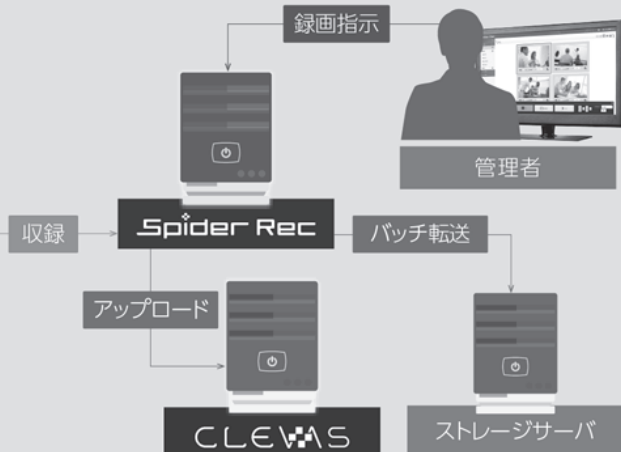 録画指示
管理者
収録
Spider Rec
バッチ転送
アップロード
CLEVAS
ストレージサーバ